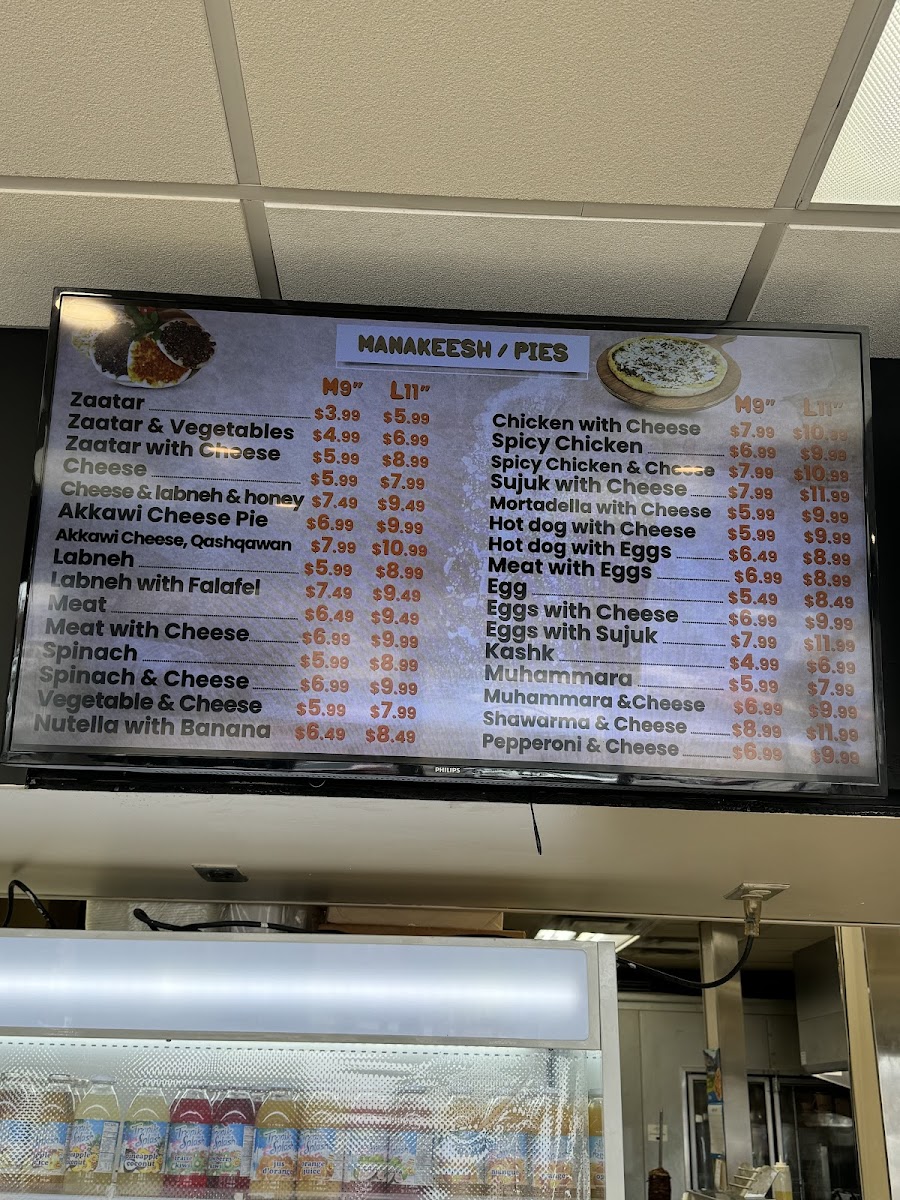 MANAKEESH / PIES
M9" L11"
Zaatar $3.99 $5.99
Zaatar & Vegetables $4.99 $6.99
Zaatar with Cheese $5.99 $8.99
Cheese $5.99 $7.99
Cheese & labneh & honey $7.49 $9.49
Akkawi Cheese Pie $6.99 $9.99
Akkawi Cheese, Qashqawan $7.99 $10.99
Labneh $5.99 $8.99
Labneh with Falafel $7.49 $9.49
Meat $6.49 $9.49
Meat with Cheese $6.99 $9.99
Spinach $5.99 $8.99
Spinach & Cheese $6.99 $9.99
Vegetable & Cheese $5.99 $7.99
Nutella with Banana $6.49 $8.49
M9" L11"
Chicken with Cheese $7.99 $10.99
Spicy Chicken $6.99 $9.99
Spicy Chicken & Cheese $7.99 $10.99
Sujuk with Cheese $7.99 $11.99
Mortadella with Cheese $5.99 $9.99
Hot dog with Cheese $5.99 $9.99
Hot dog with Eggs $6.49 $8.99
Meat with Eggs $6.99 $8.99
Egg $5.49 $8.49
Eggs with Cheese $6.99 $9.99
Eggs with Sujuk $7.99 $11.99
Kashk $4.99 $6.99
Muhammara $5.99 $7.99
Muhammara &Cheese $6.99 $9.99
Shawarma & Cheese $8.99 $11.99
Pepperoni & Cheese $6.99 $9.99
PHILIPS